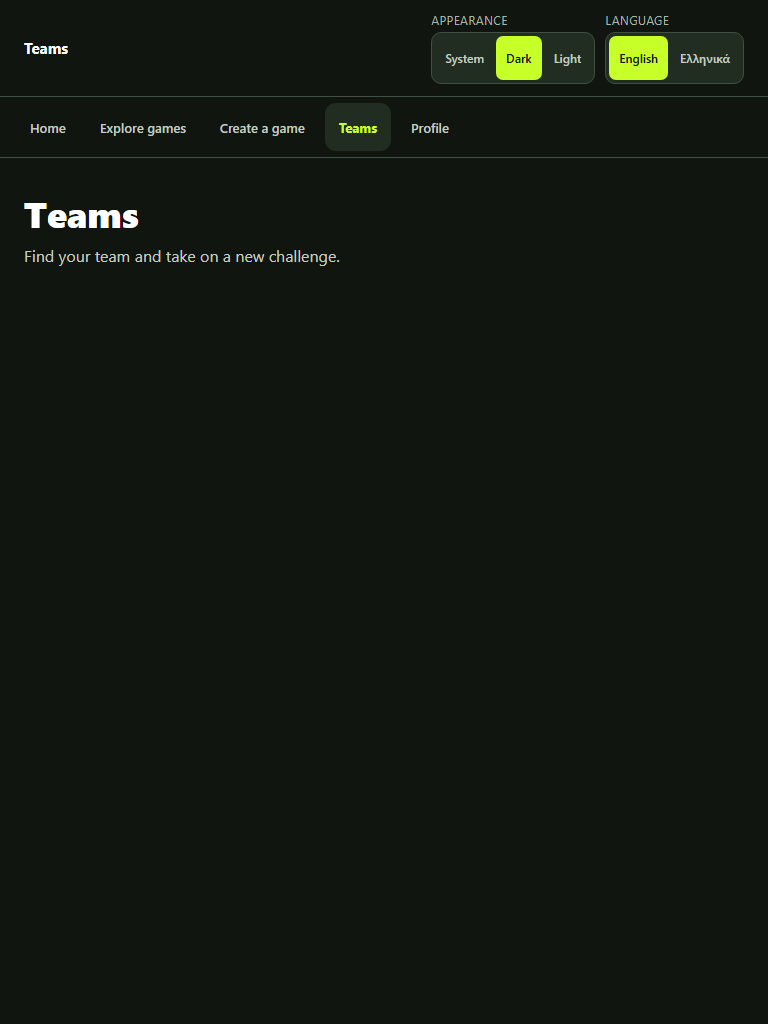 Teams
APPEARANCE
System Dark Light
LANGUAGE
English Ελληνικά
Home Explore games Create a game Teams Profile
Teams
Find your team and take on a new challenge.